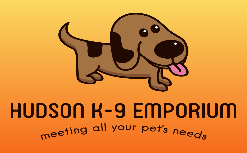 HUDSON K-9 EMPORIUM
meeting all your pet's needs